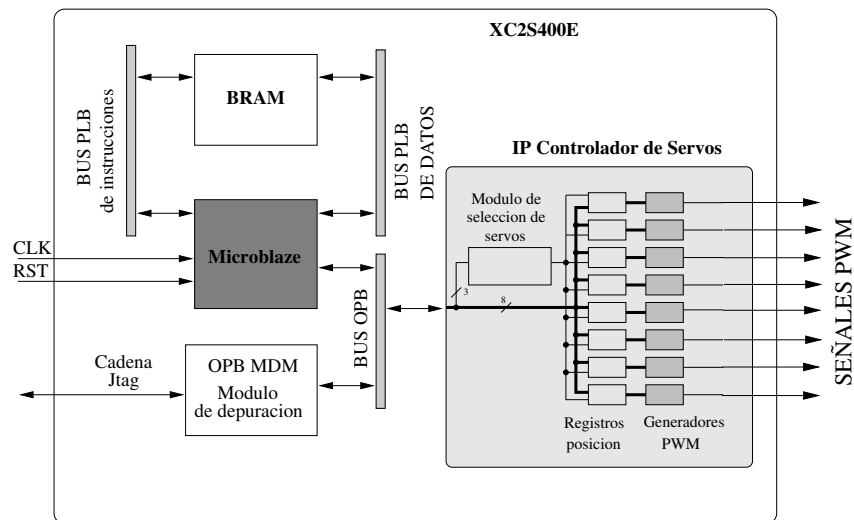 XC2S400E
BRAM
BUS PLB
de instrucciones
BUS PLB
DE DATOS
IP Controlador de Servos
Modulo de
seleccion de
servos
3
8
CLK
RST
Microblaze
BUS OPB
Cadena
Jtag
OPB MDM
Modulo
de depuracion
Registros
posicion
Generadores
PWM
SEÑALES PWM